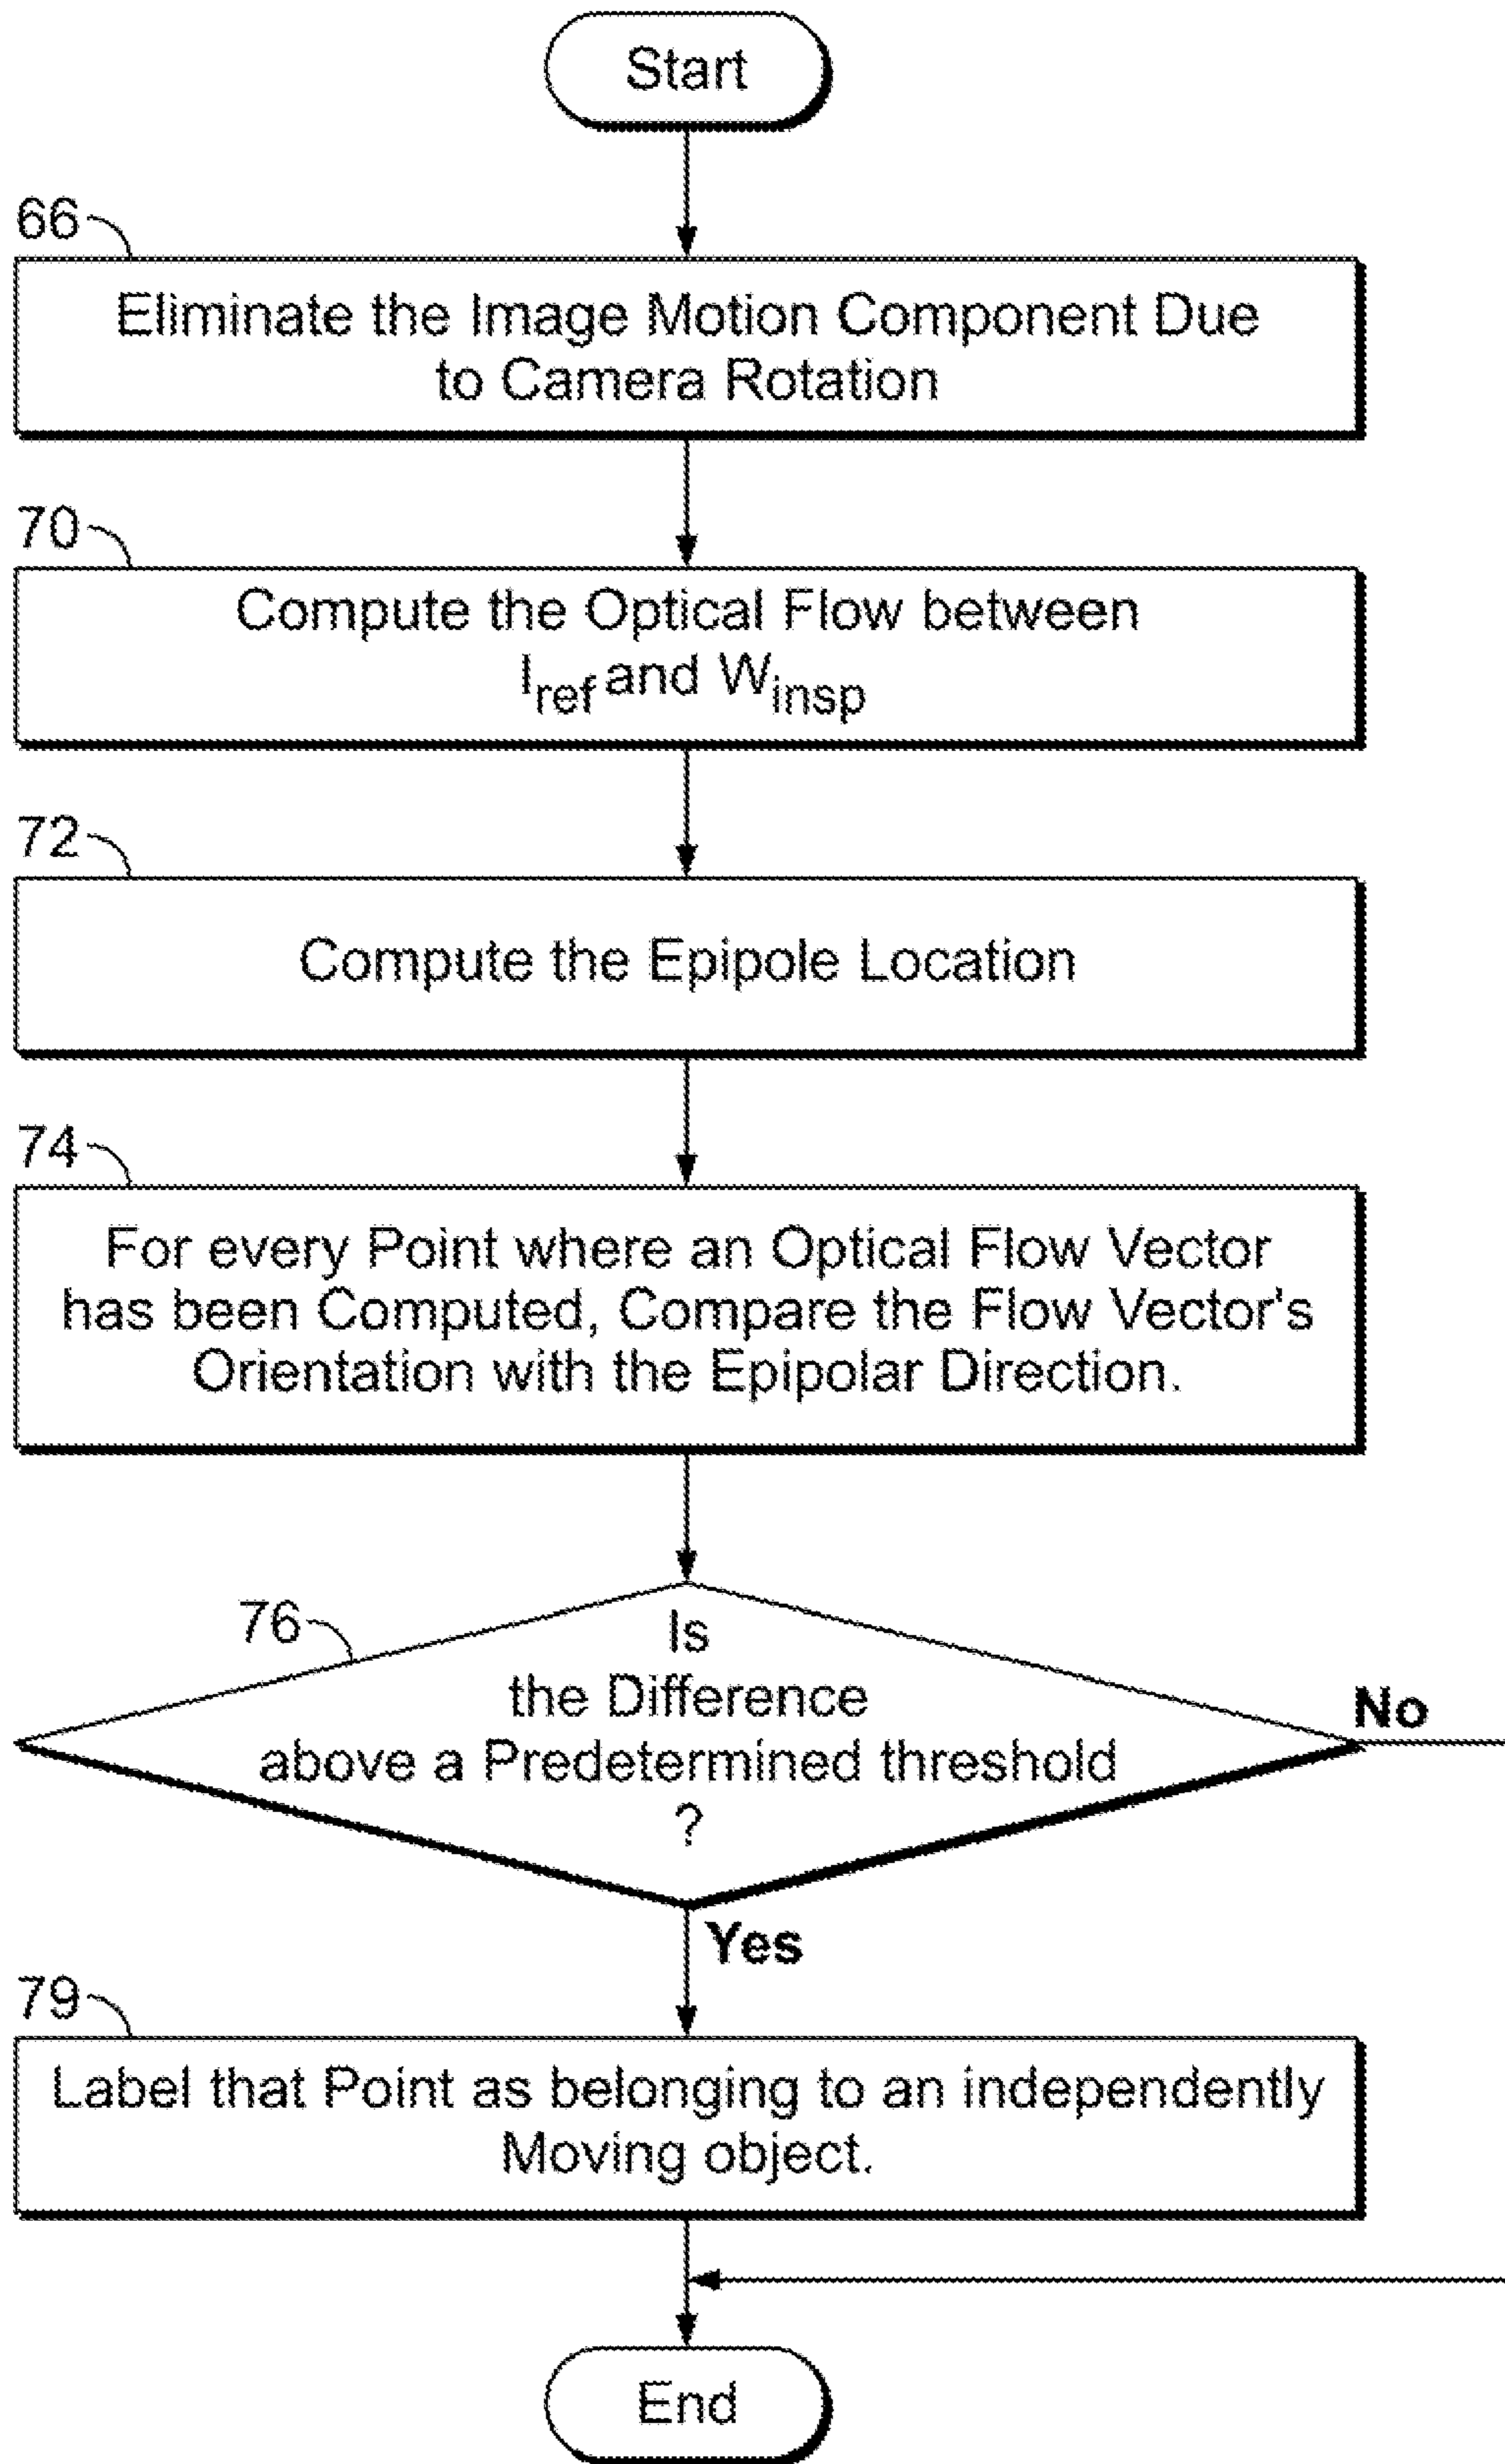 Start
66
Eliminate the Image Motion Component Due
to Camera Rotation
70
Compute the Optical Flow between
I_ref and W_insp
72
Compute the Epipole Location
74
For every Point where an Optical Flow Vector
has been Computed, Compare the Flow Vector's
Orientation with the Epipolar Direction.
76
Is
the Difference
above a Predetermined threshold
?
No
Yes
79
Label that Point as belonging to an independently
Moving object.
End